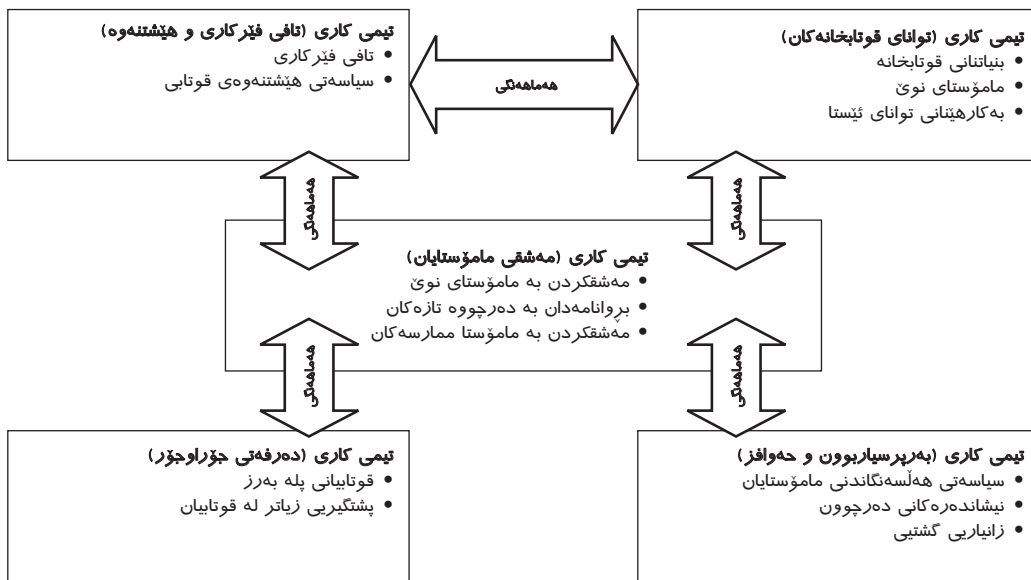 تیمی کاری (توانای قوتابخانەکان)
• بنیاتنانی قوتابخانە
• مامۆستای نوێ
• بەکارهێنانی توانای ئێستا
هەماهەنگی
تیمی کاری (تافی فێرکاری و هێشتنەوە)
• تافی فێرکاری
• سیاسەتی هێشتنەوەی قوتابی
هەماهەنگی
هەماهەنگی
تیمی کاری (مەشقی مامۆستایان)
• مەشقکردن بە مامۆستای نوێ
• بڕوانامەدان بە دەرچووە تازەکان
• مەشقکردن بە مامۆستا ممارسەکان
هەماهەنگی
هەماهەنگی
تیمی کاری (بەرپرسیاربوون و حەوافز)
• سیاسەتی هەڵسەنگاندنی مامۆستایان
• نیشاندەرەکانی دەرچوون
• زانیاریی گشتیی
تیمی کاری (دەرفەتی جۆراوجۆر)
• قوتابیانی پلە بەرز
• پشتگیریی زیاتر لە قوتابیان